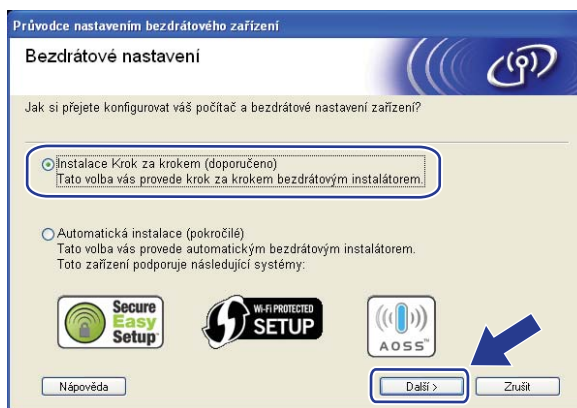 Průvodce nastavením bezdrátového zařízení
Bezdrátové nastavení
Jak si přejete konfigurovat váš počítač a bezdrátové nastavení zařízení?
Instalace Krok za krokem (doporučeno)
Tato volba vás provede krok za krokem bezdrátovým instalátorem.
Automatická instalace (pokročilé)
Tato volba vás provede automatickým bezdrátovým instalátorem.
Toto zařízení podporuje následující systémy:
Secure
Easy
Setup
WI-FI PROTECTED
SETUP
AOSS™
Nápověda
Další >
Zrušit